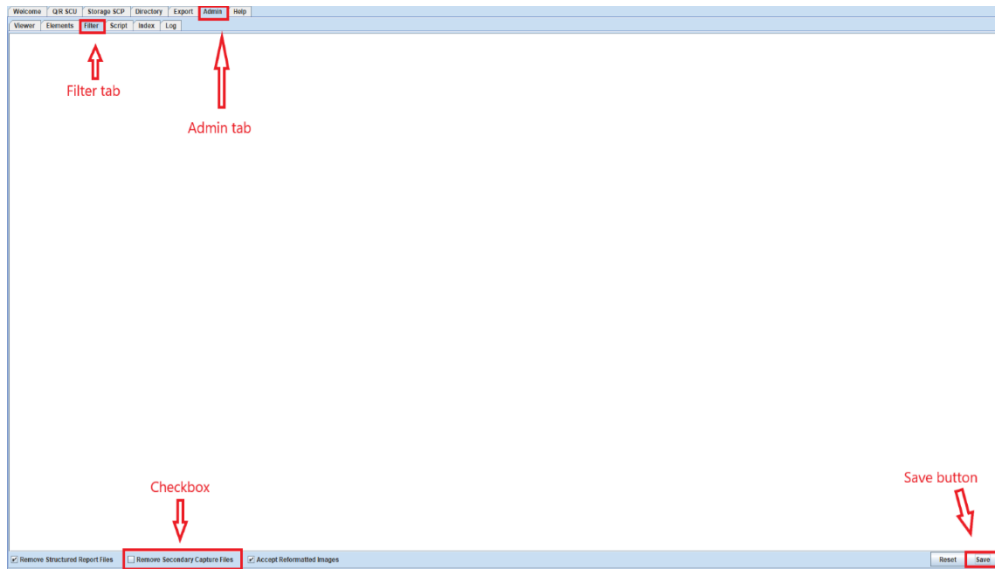 Welcome Q/R SCU Storage SCP Directory Export Admin Help
Viewer Elements Filter Script Index Log
Filter tab
Admin tab
Checkbox
Save button
Remove Structured Report Files Remove Secondary Capture Files Accept Reformatted Images Reset Save